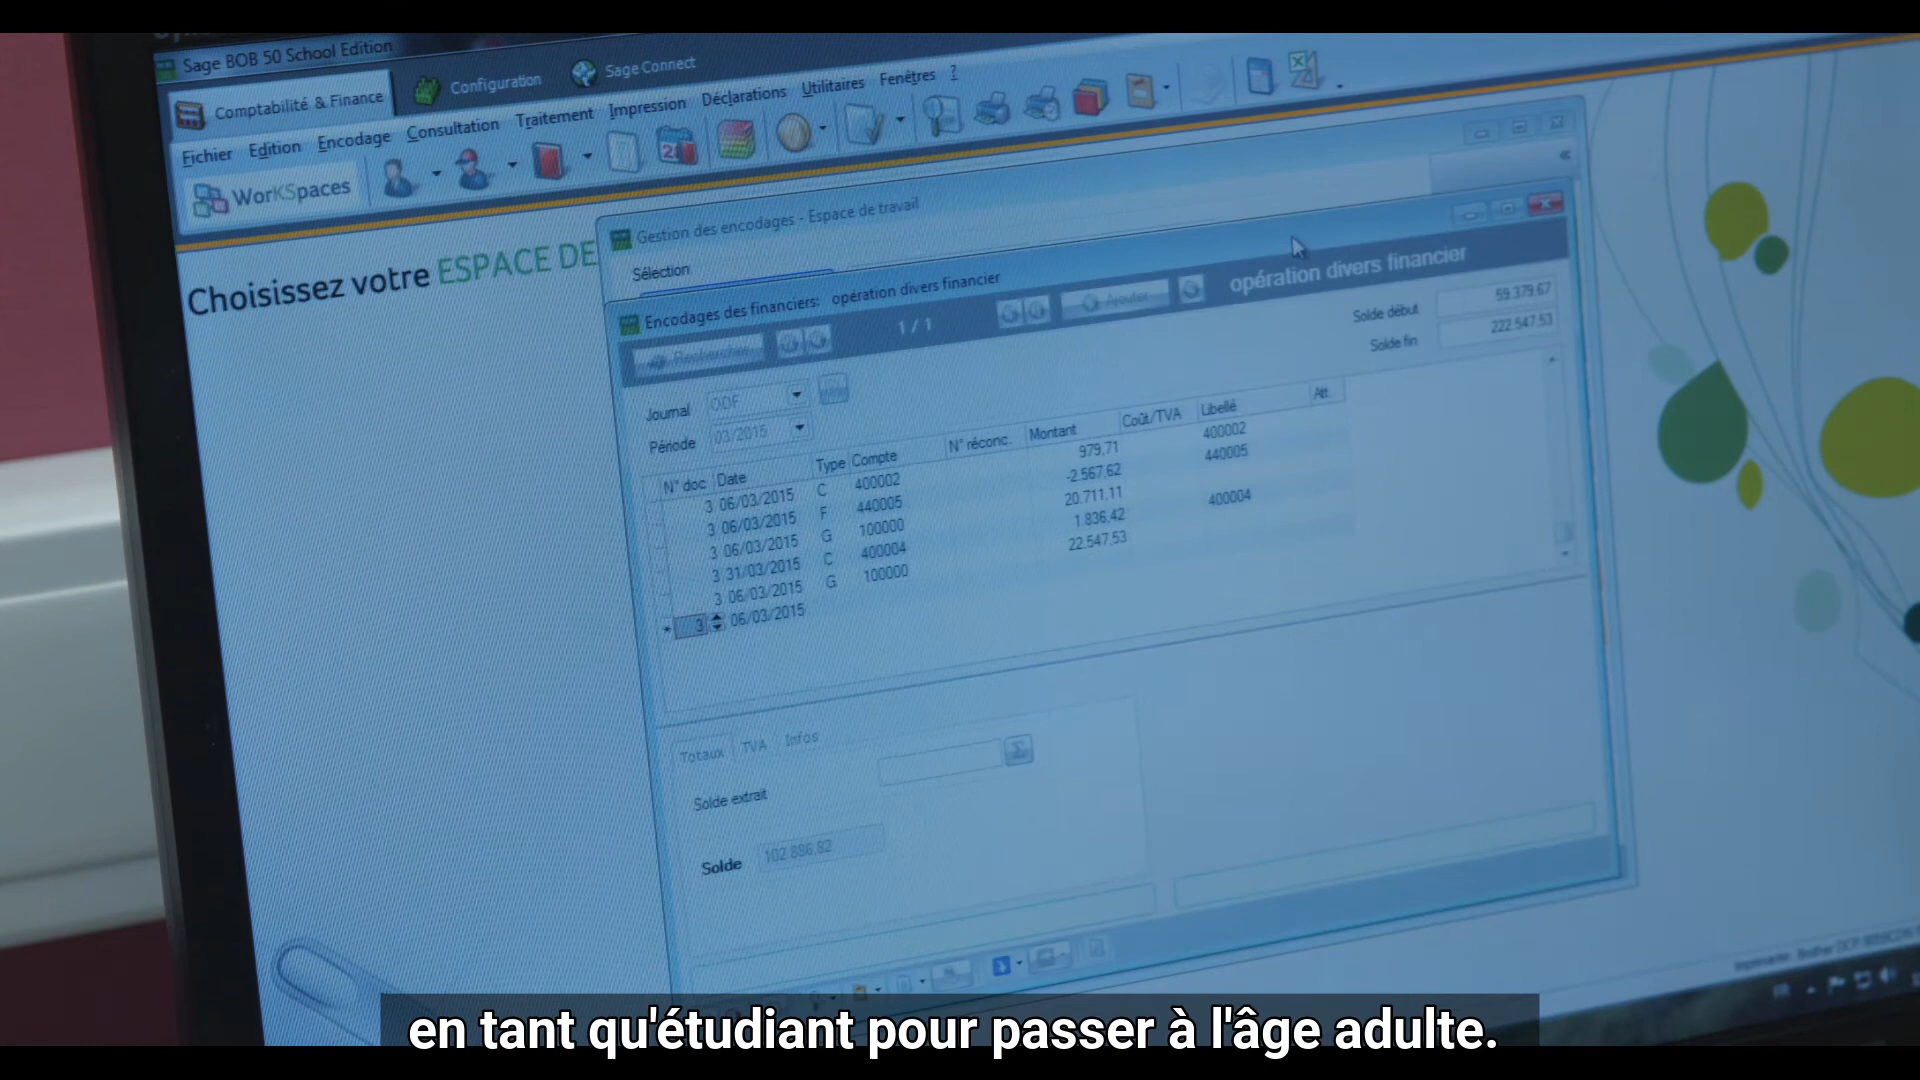 Sage BOB 50 School Edition
Comptabilité & Finance
Configuration
Sage Connect
Fichier Edition Encodage Consultation Traitement Impression Déclarations Utilitaires Fenêtres ?
WorKSpaces
Choisissez votre ESPACE DE
Gestion des encodages - Espace de travail
Sélection
Encodages des financiers: opération divers financier
Rechercher
1 / 1
Ajouter
opération divers financier
Solde début 59.379,67
Solde fin 222.547,53
Journal ODF
Période 03/2015
N° doc Date Type Compte N° réconc. Montant Coût/TVA Libellé Att.
3 06/03/2015 C 400002 979,71 400002
3 06/03/2015 F 440005 -2.567,62 440005
3 06/03/2015 G 100000 20.711,11
3 31/03/2015 C 400004 1.836,42 400004
3 06/03/2015 G 100000 22.547,53
3 06/03/2015
Totaux TVA Infos
Solde extrait
Solde 102.886,82
FR
en tant qu'étudiant pour passer à l'âge adulte.